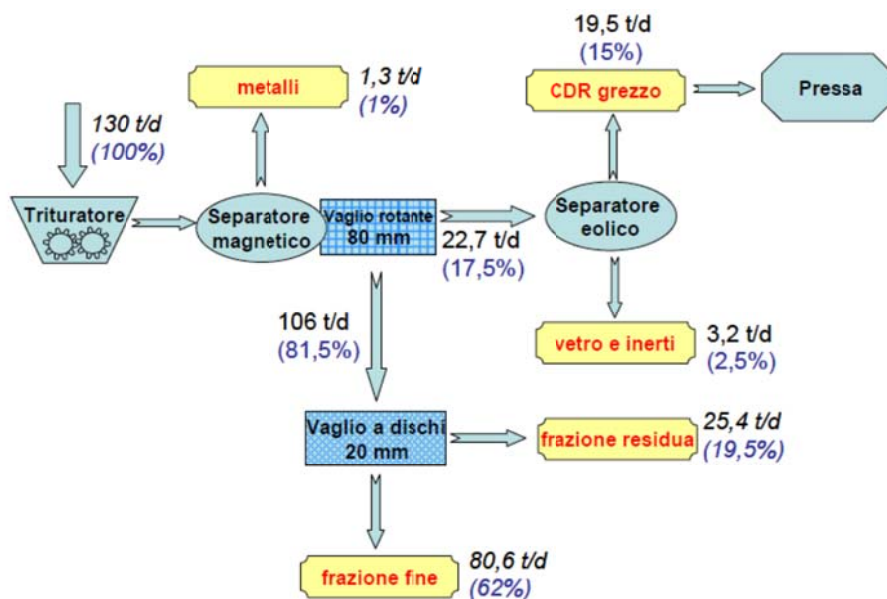 19,5 t/d
(15%)
metalli
1,3 t/d
(1%)
CDR grezzo
Pressa
130 t/d
(100%)
Trituratore
Separatore
magnetico
Vaglio rotante
80 mm
22,7 t/d
(17,5%)
Separatore
eolico
106 t/d
(81,5%)
vetro e inerti
3,2 t/d
(2,5%)
Vaglio a dischi
20 mm
frazione residua
25,4 t/d
(19,5%)
frazione fine
80,6 t/d
(62%)